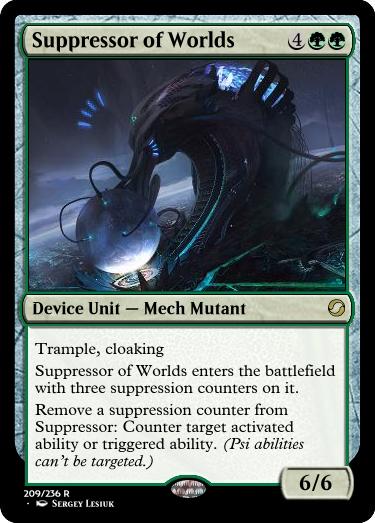 Suppressor of Worlds 4
Device Unit — Mech Mutant
Trample, cloaking
Suppressor of Worlds enters the battlefield
with three suppression counters on it.
Remove a suppression counter from
Suppressor: Counter target activated
ability or triggered ability. (Psi abilities
can't be targeted.)
6/6
209/236 R
· SERGEY LESIUK